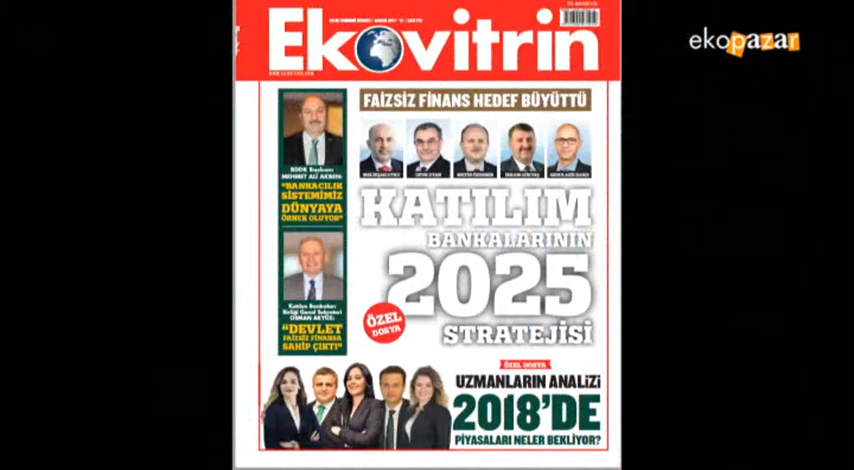 Ekovitrin
ekopazar
FAİZSİZ FİNANS HEDEF BÜYÜTTÜ
BDDK Başkanı
MEHMET ALİ AKBEN:
"BANKACILIK
SİSTEMİMİZ
DÜNYAYA
ÖRNEK OLUYOR"
KATILIM
BANKALARININ
2025
STRATEJİSİ
ÖZEL
DOSYA
Katılım Bankaları
Birliği Genel Sekreteri
OSMAN AKYÜZ:
"DEVLET
FAİZSİZ FİNANSA
SAHİP ÇIKTI"
ÖZEL DOSYA
UZMANLARIN ANALİZİ
2018'DE
PİYASALARI NELER BEKLİYOR?